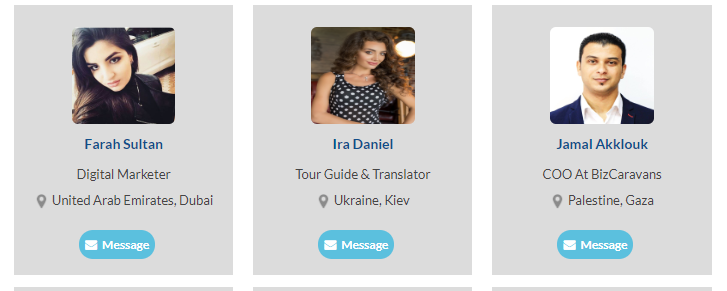 Farah Sultan
Digital Marketer
United Arab Emirates, Dubai
Message
Ira Daniel
Tour Guide & Translator
Ukraine, Kiev
Message
Jamal Akklouk
COO At BizCaravans
Palestine, Gaza
Message